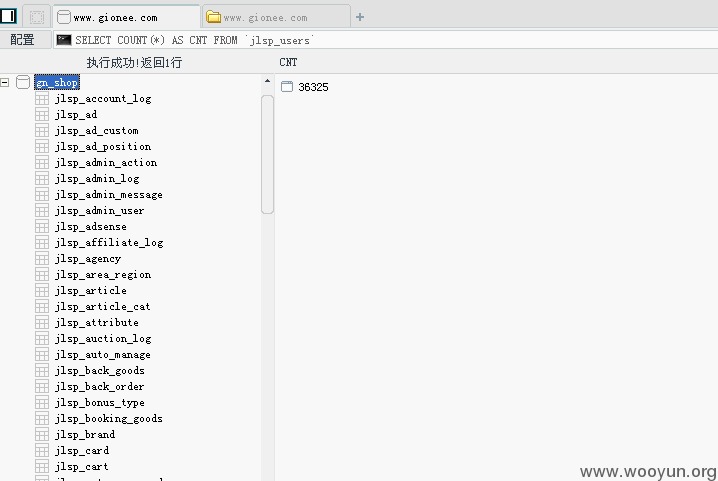 www.gionee.com
www.gionee.com
配置
SELECT COUNT(*) AS CNT FROM `jlsp_users`
执行成功!返回1行
CNT
gn_shop
36325
jlsp_account_log
jlsp_ad
jlsp_ad_custom
jlsp_ad_position
jlsp_admin_action
jlsp_admin_log
jlsp_admin_message
jlsp_admin_user
jlsp_adsense
jlsp_affiliate_log
jlsp_agency
jlsp_area_region
jlsp_article
jlsp_article_cat
jlsp_attribute
jlsp_auction_log
jlsp_auto_manage
jlsp_back_goods
jlsp_back_order
jlsp_bonus_type
jlsp_booking_goods
jlsp_brand
jlsp_card
jlsp_cart
www.wooyun.org